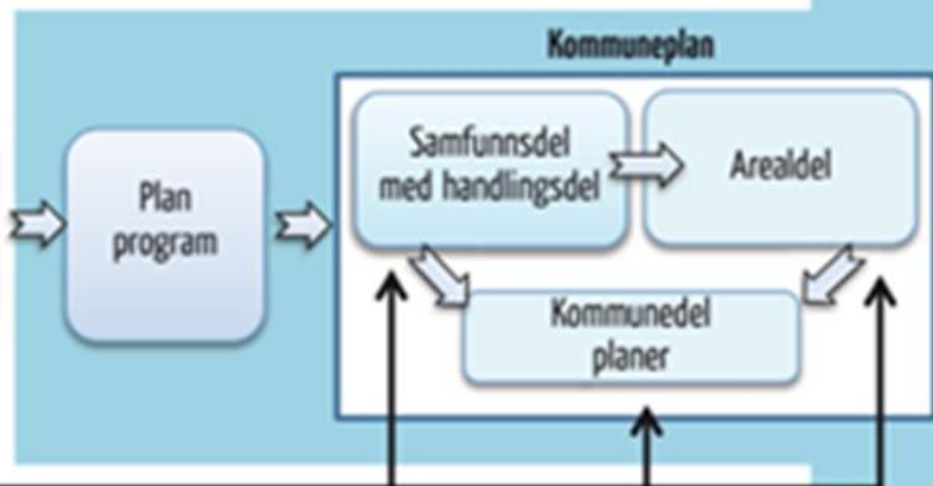 Kommuneplan
Plan
program
Samfunnsdel
med handlingsdel
Arealdel
Kommunedel
planer